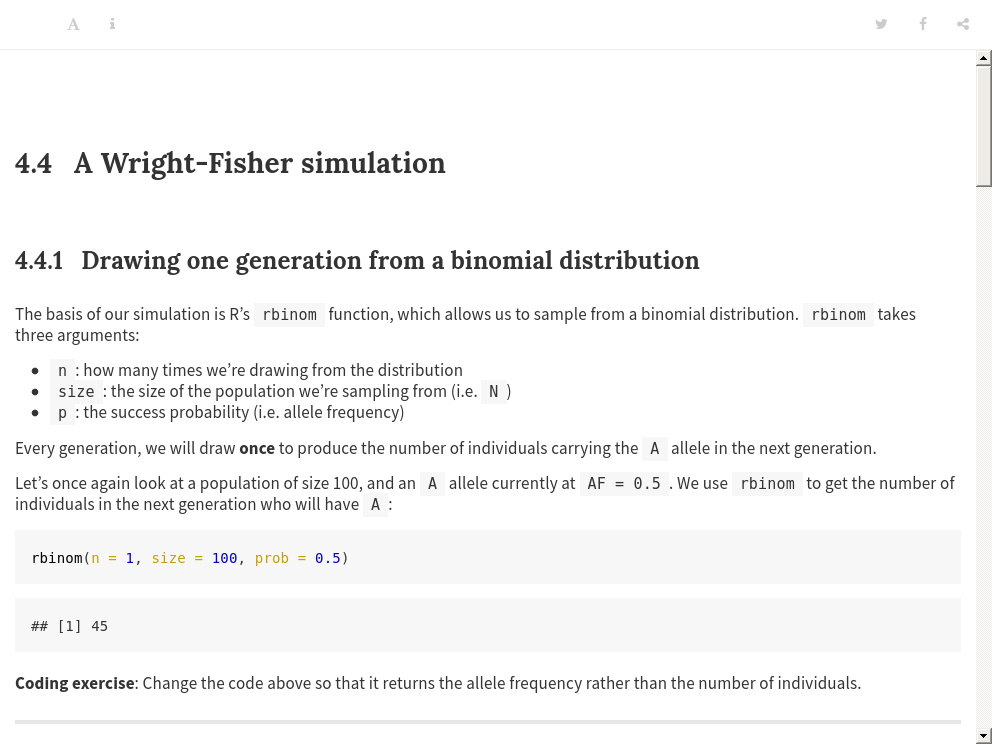 A i
4.4 A Wright-Fisher simulation
4.4.1 Drawing one generation from a binomial distribution
The basis of our simulation is R’s rbinom function, which allows us to sample from a binomial distribution. rbinom takes
three arguments:
● n : how many times we’re drawing from the distribution
● size : the size of the population we’re sampling from (i.e. N )
● p : the success probability (i.e. allele frequency)
Every generation, we will draw once to produce the number of individuals carrying the A allele in the next generation.
Let’s once again look at a population of size 100, and an A allele currently at AF = 0.5 . We use rbinom to get the number of
individuals in the next generation who will have A :
rbinom(n = 1, size = 100, prob = 0.5)
## [1] 45
Coding exercise: Change the code above so that it returns the allele frequency rather than the number of individuals.